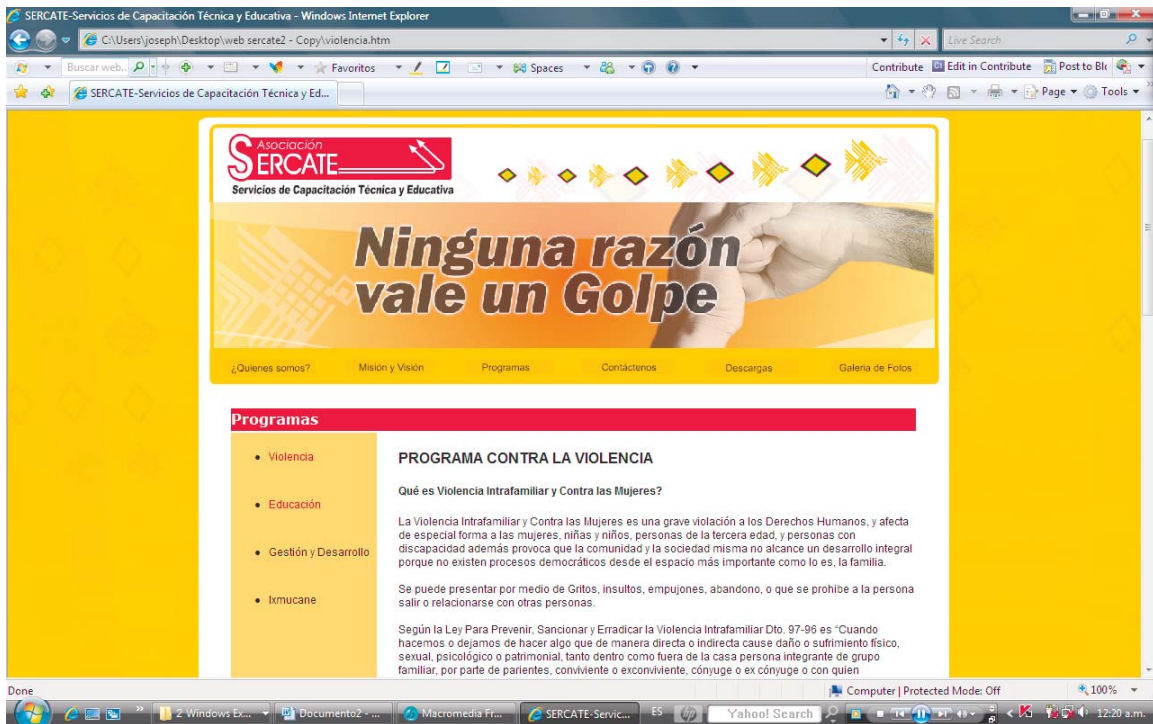 SERCATE-Servicios de Capacitación Técnica y Educativa - Windows Internet Explorer
C:\Users\joseph\Desktop\web sercate2 - Copy\violencia.htm
Live Search
Buscar web..
Favoritos
Spaces
Contribute
Edit in Contribute
Post to Blc
SERCATE-Servicios de Capacitación Técnica y Ed...
Page
Tools
Asociación
SERCATE
Servicios de Capacitación Técnica y Educativa
Ninguna razón
vale un Golpe
¿Quienes somos?
Misión y Visión
Programas
Contáctenos
Descargas
Galeria de Fotos
Programas
Violencia
Educación
Gestión y Desarrollo
Ixmucane
PROGRAMA CONTRA LA VIOLENCIA
Qué es Violencia Intrafamiliar y Contra las Mujeres?
La Violencia Intrafamiliar y Contra las Mujeres es una grave violación a los Derechos Humanos, y afecta
de especial forma a las mujeres, niñas y niños, personas de la tercera edad, y personas con
discapacidad además provoca que la comunidad y la sociedad misma no alcance un desarrollo integral
porque no existen procesos democráticos desde el espacio más importante como lo es, la familia.
Se puede presentar por medio de Gritos, insultos, empujones, abandono, o que se prohibe a la persona
salir o relacionarse con otras personas.
Según la Ley Para Prevenir, Sancionar y Erradicar la Violencia Intrafamiliar Dto. 97-96 es “Cuando
hacemos o dejamos de hacer algo que de manera directa o indirecta cause daño o sufrimiento físico,
sexual, psicológico o patrimonial, tanto dentro como fuera de la casa persona integrante de grupo
familiar, por parte de parientes, conviviente o exconviviente, cónyuge o ex cónyuge o con quien
Done
Computer | Protected Mode: Off
100%
2 Windows Ex...
Documento2 - ...
Macromedia Fr...
SERCATE-Servic...
ES
Yahoo! Search
12:20 a.m.